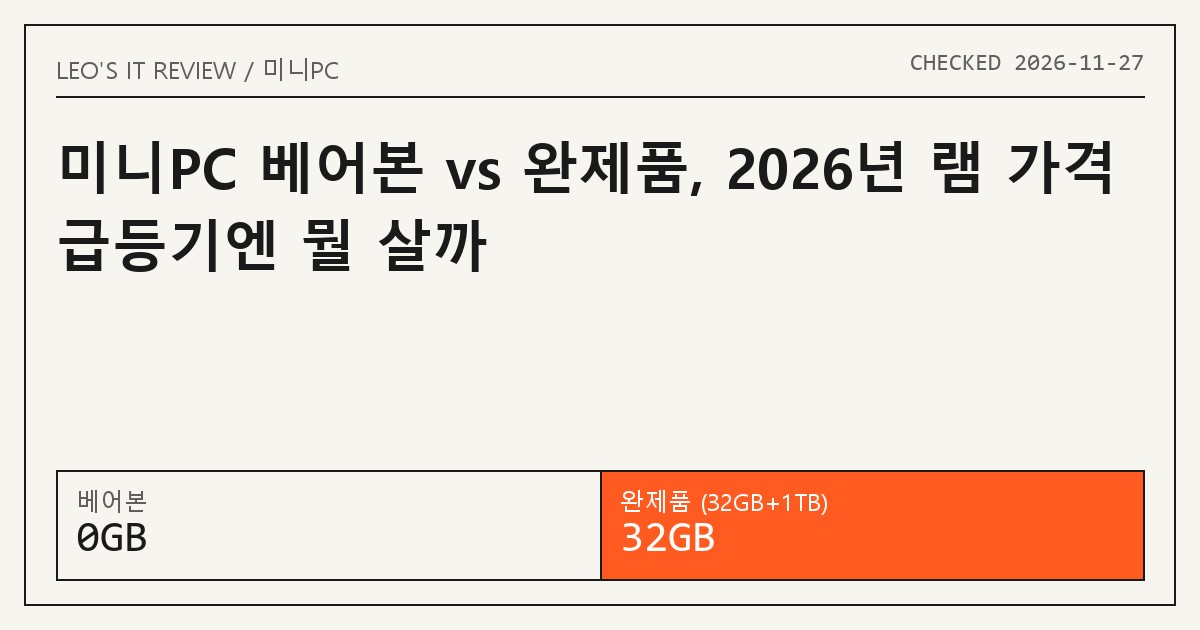 LEO'S IT REVIEW / 미니PC
CHECKED 2026-11-27
미니PC 베어본 vs 완제품, 2026년 램 가격
급등기엔 뭘 살까
베어본
0GB
완제품 (32GB+1TB)
32GB